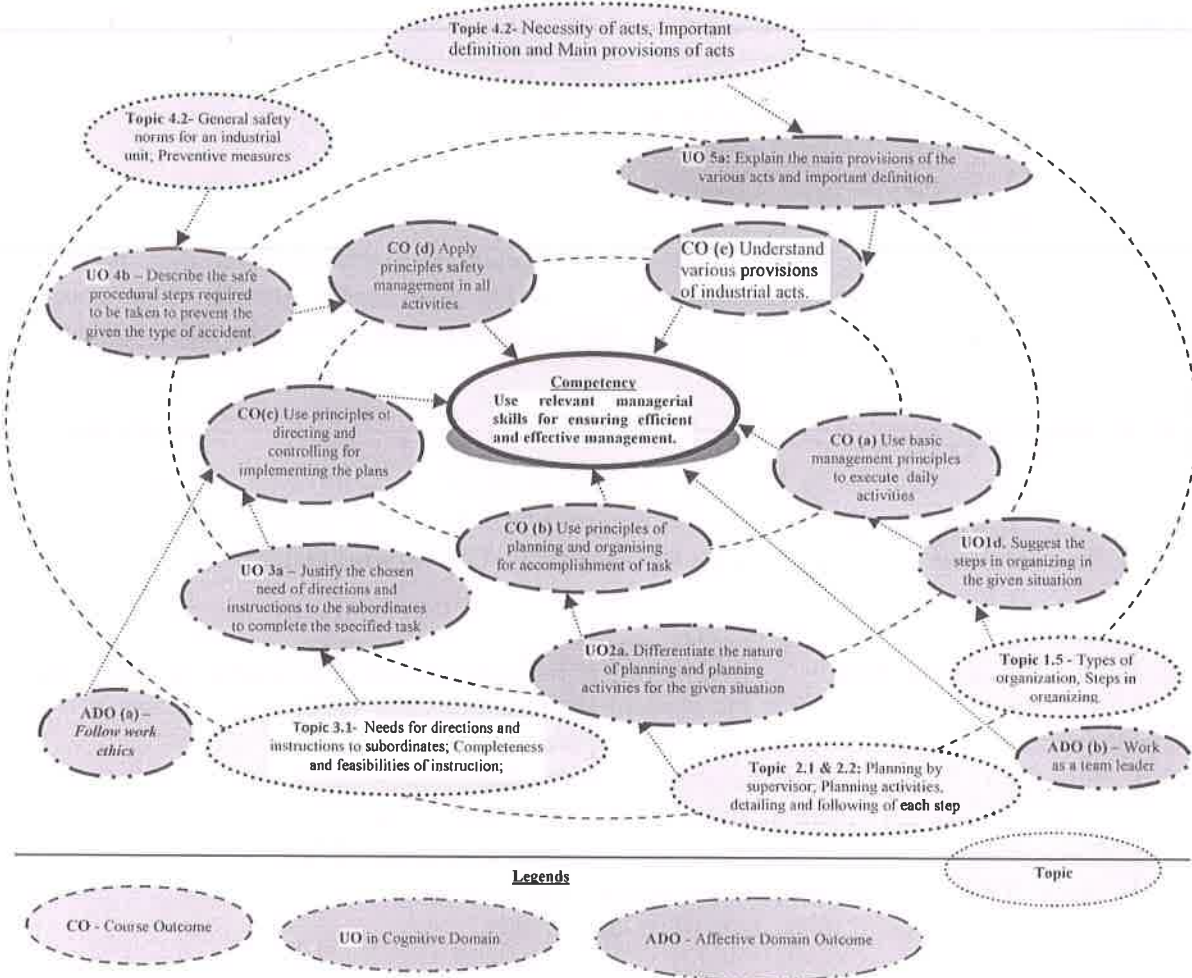 Topic 4.2- Necessity of acts, Important
definition and Main provisions of acts
Topic 4.2- General safety
norms for an industrial
unit; Preventive measures
UO 5a: Explain the main provisions of the
various acts and important definition.
CO (d) Apply
principles safety
management in all
activities.
CO (e) Understand
various provisions
of industrial acts.
UO 4b – Describe the safe
procedural steps required
to be taken to prevent the
given the type of accident.
Competency
Use relevant managerial
skills for ensuring efficient
and effective management.
CO(c) Use principles of
directing and
controlling for
implementing the plans
CO (a) Use basic
management principles
to execute daily
activities
CO (b) Use principles of
planning and organising
for accomplishment of task
UO1d. Suggest the
steps in organizing in
the given situation
UO 3a – Justify the chosen
need of directions and
instructions to the subordinates
to complete the specified task
UO2a. Differentiate the nature
of planning and planning
activities for the given situation
Topic 1.5 - Types of
organization, Steps in
organizing.
ADO (a) –
Follow work
ethics
Topic 3.1- Needs for directions and
instructions to subordinates; Completeness
and feasibilities of instruction;
ADO (b) – Work
as a team leader
Topic 2.1 & 2.2: Planning by
supervisor; Planning activities,
detailing and following of each step
Legends
Topic
CO - Course Outcome
UO in Cognitive Domain
ADO - Affective Domain Outcome